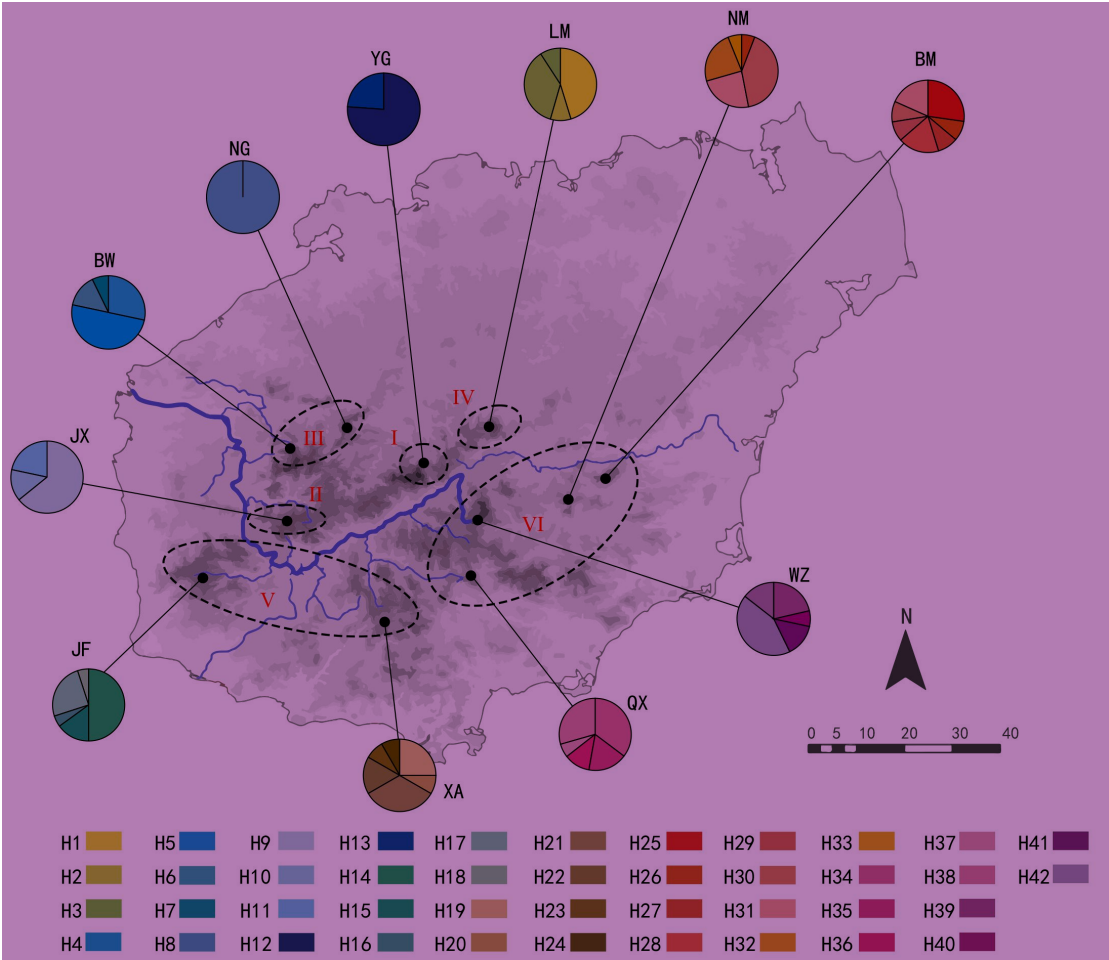 LM
NM
YG
BM
NG
BW
IV
I
III
JX
II
VI
V
WZ
N
JF
QX
0 5 10 20 30 40
XA
H1 H5 H9 H13 H17 H21 H25 H29 H33 H37 H41
H2 H6 H10 H14 H18 H22 H26 H30 H34 H38 H42
H3 H7 H11 H15 H19 H23 H27 H31 H35 H39
H4 H8 H12 H16 H20 H24 H28 H32 H36 H40